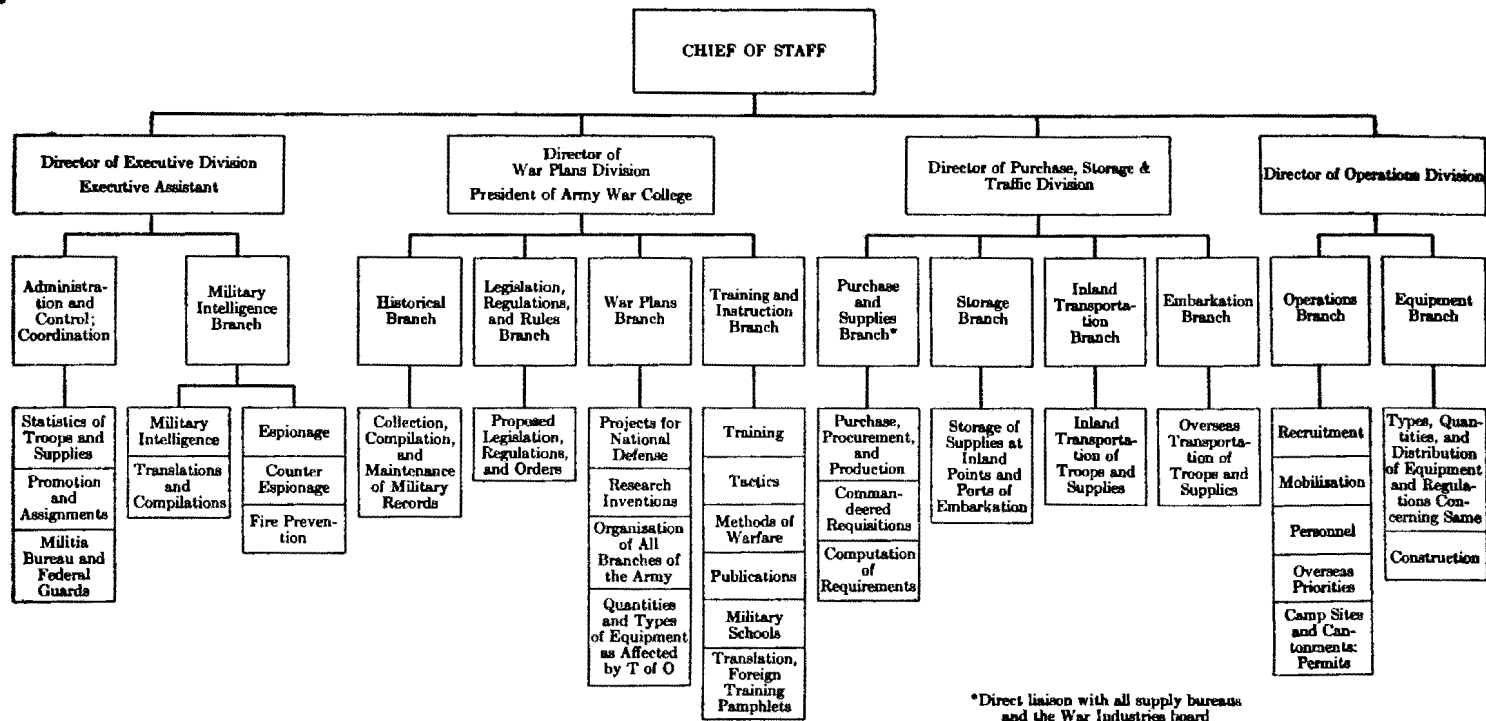 CHIEF OF STAFF
Director of Executive Division
Executive Assistant
Director of
War Plans Division
President of Army War College
Director of Purchase, Storage &
Traffic Division
Director of Operations Division
Administra-
tion and
Control;
Coordination
Military
Intelligence
Branch
Historical
Branch
Legislation,
Regulations,
and Rules
Branch
War Plans
Branch
Training and
Instruction
Branch
Purchase
and
Supplies
Branch*
Storage
Branch
Inland
Transporta-
tion
Branch
Embarkation
Branch
Operations
Branch
Equipment
Branch
Statistics of
Troops and
Supplies
Promotion
and
Assignments
Militia
Bureau and
Federal
Guards
Military
Intelligence
Translations
and
Compilations
Espionage
Counter
Espionage
Fire Preven-
tion
Collection,
Compilation,
and
Maintenance
of Military
Records
Proposed
Legislation,
Regulations,
and Orders
Projects for
National
Defense
Research
Inventions
Organisation
of All
Branches of
the Army
Quantities
and Types
of Equipment
as Affected
by T of O
Training
Tactics
Methods of
Warfare
Publications
Military
Schools
Translation,
Foreign
Training
Pamphlets
Purchase,
Procurement,
and
Production
Comman-
deered
Requisitions
Computation
of
Requirements
Storage of
Supplies at
Inland
Points and
Ports of
Embarkation
Inland
Transporta-
tion of
Troops and
Supplies
Overseas
Transporta-
tion of
Troops and
Supplies
Recruitment
Mobilisation
Personnel
Overseas
Priorities
Camp Sites
and Can-
tonments;
Permits
Types, Quan-
tities, and
Distribution
of Equipment
and Regula-
tions Con-
cerning Same
Construction
*Direct liaison with all supply bureaus
and the War Industries board